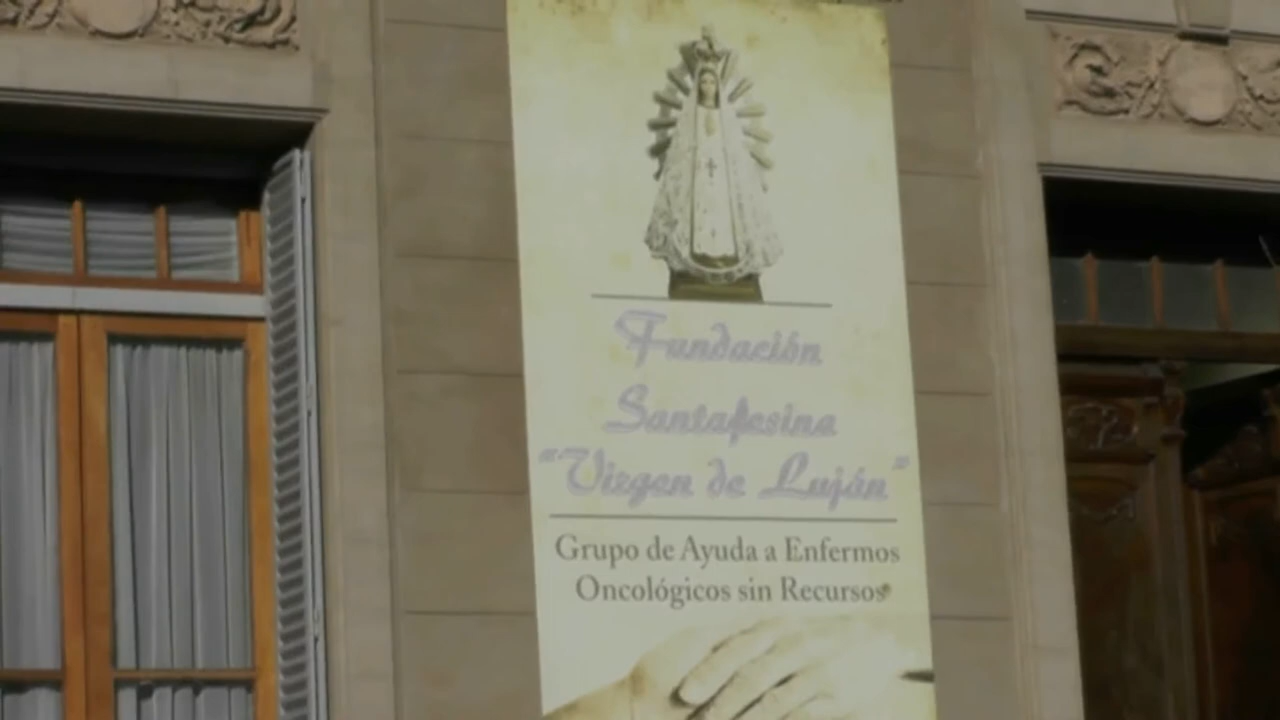 Fundación
Santafesina
“Virgen de Luján”
Grupo de Ayuda a Enfermos
Oncológicos sin Recursos